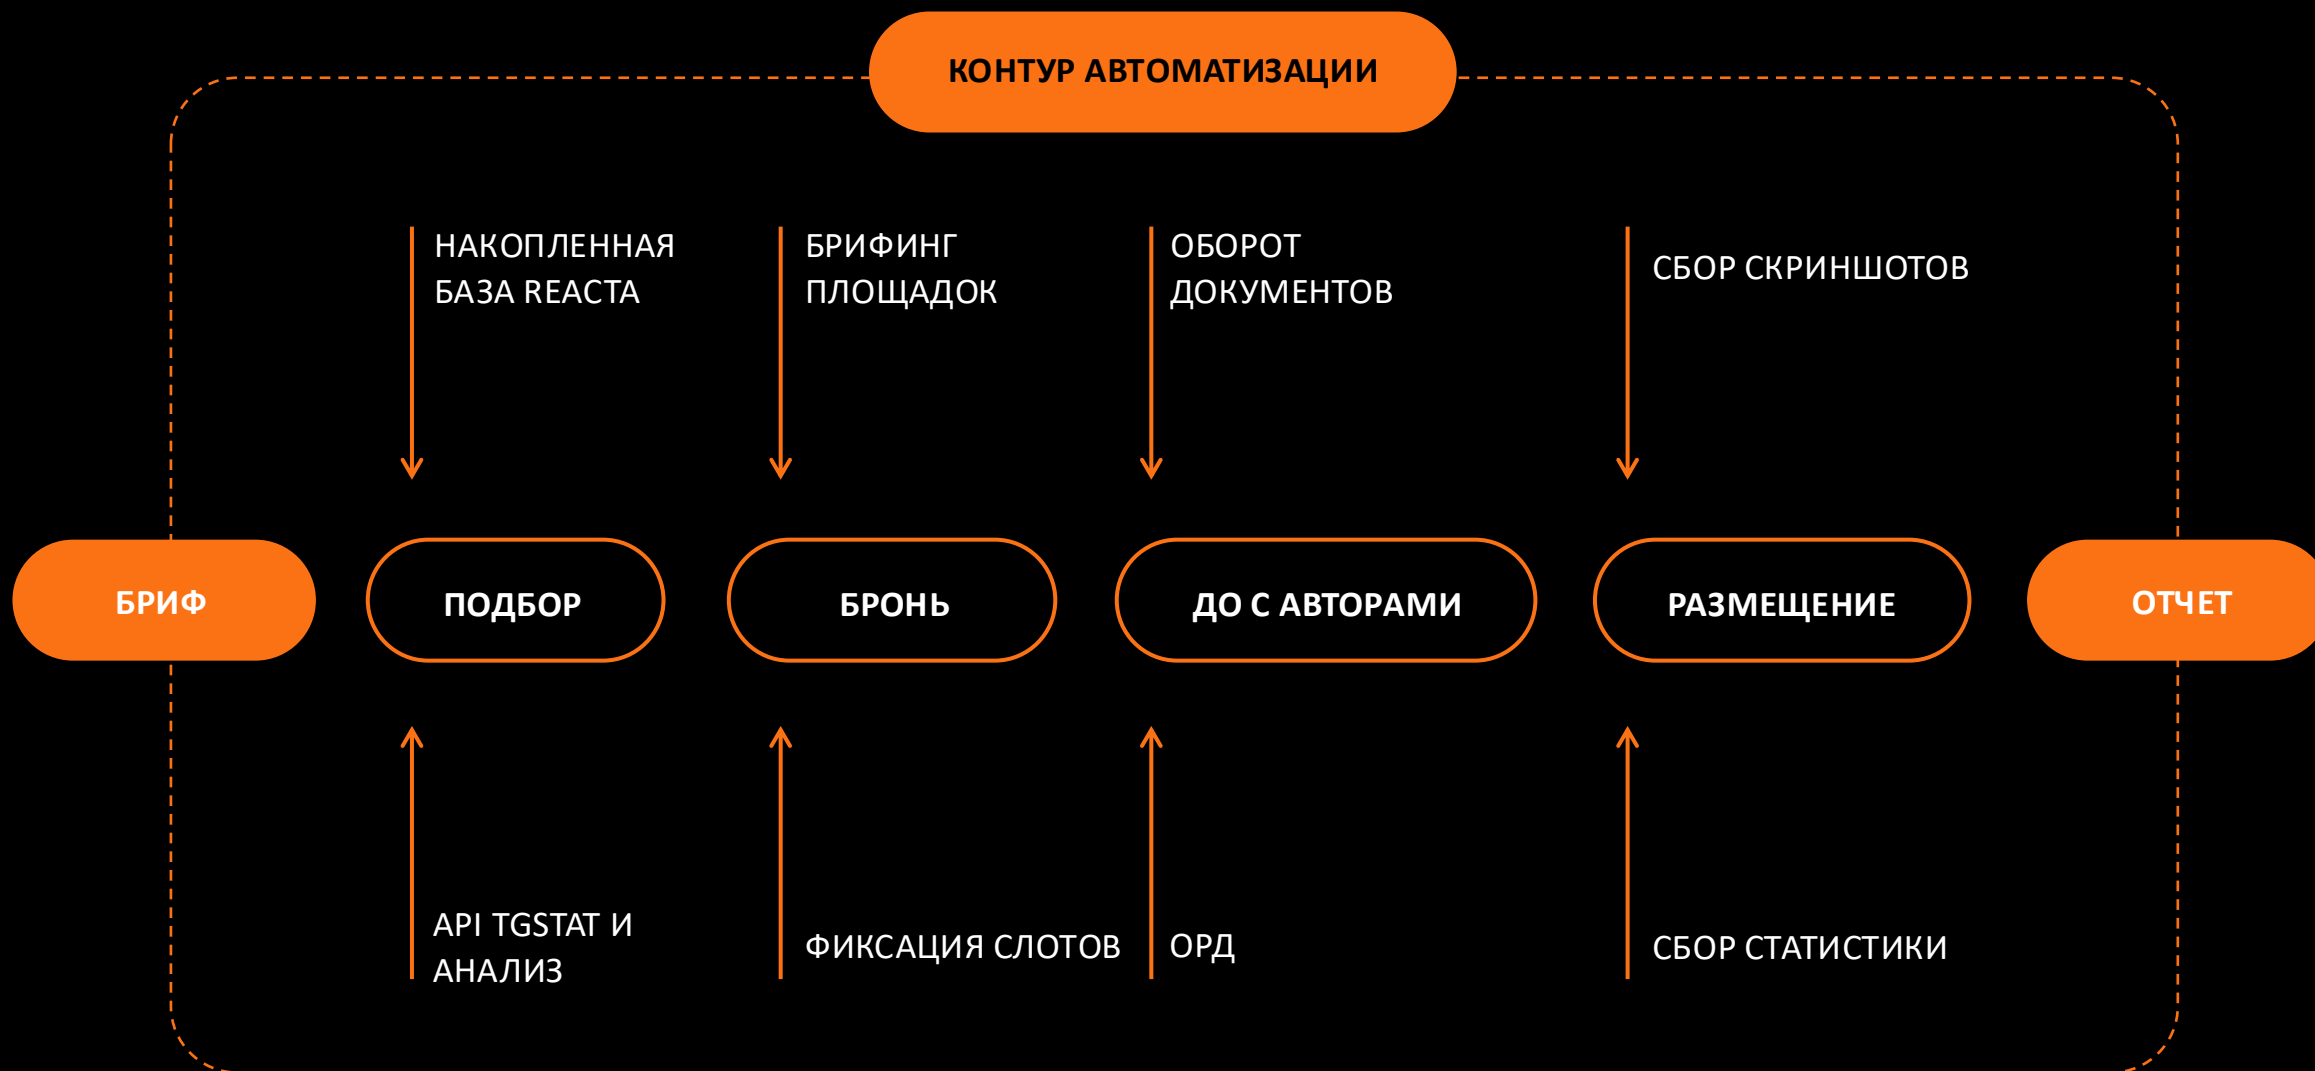 КОНТУР АВТОМАТИЗАЦИИ
НАКОПЛЕННАЯ
БАЗА REACTA
БРИФИНГ
ПЛОЩАДОК
ОБОРОТ
ДОКУМЕНТОВ
СБОР СКРИНШОТОВ
БРИФ
ПОДБОР
БРОНЬ
ДО С АВТОРАМИ
РАЗМЕЩЕНИЕ
ОТЧЕТ
API TGSTAT И
АНАЛИЗ
ФИКСАЦИЯ СЛОТОВ
ОРД
СБОР СТАТИСТИКИ